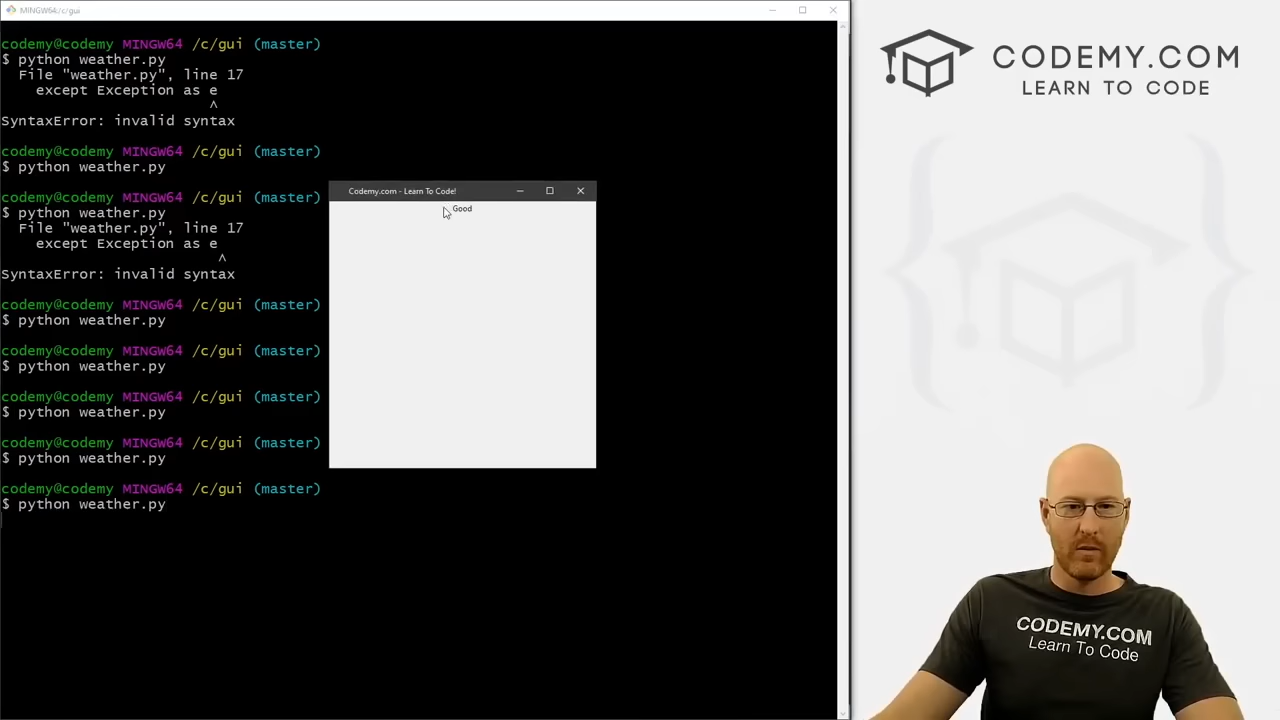 MINGW64:/c/gui
codemy@codemy MINGW64 /c/gui (master)
$ python weather.py
File "weather.py", line 17
except Exception as e
^
SyntaxError: invalid syntax
codemy@codemy MINGW64 /c/gui (master)
$ python weather.py
codemy@codemy MINGW64 /c/gui (master)
$ python weather.py
File "weather.py", line 17
except Exception as e
^
SyntaxError: invalid syntax
codemy@codemy MINGW64 /c/gui (master)
$ python weather.py
codemy@codemy MINGW64 /c/gui (master)
$ python weather.py
codemy@codemy MINGW64 /c/gui (master)
$ python weather.py
codemy@codemy MINGW64 /c/gui (master)
$ python weather.py
codemy@codemy MINGW64 /c/gui (master)
$ python weather.py
Codemy.com - Learn To Code!
Good
CODEMY.COM
LEARN TO CODE
CODEMY.COM
Learn To Code